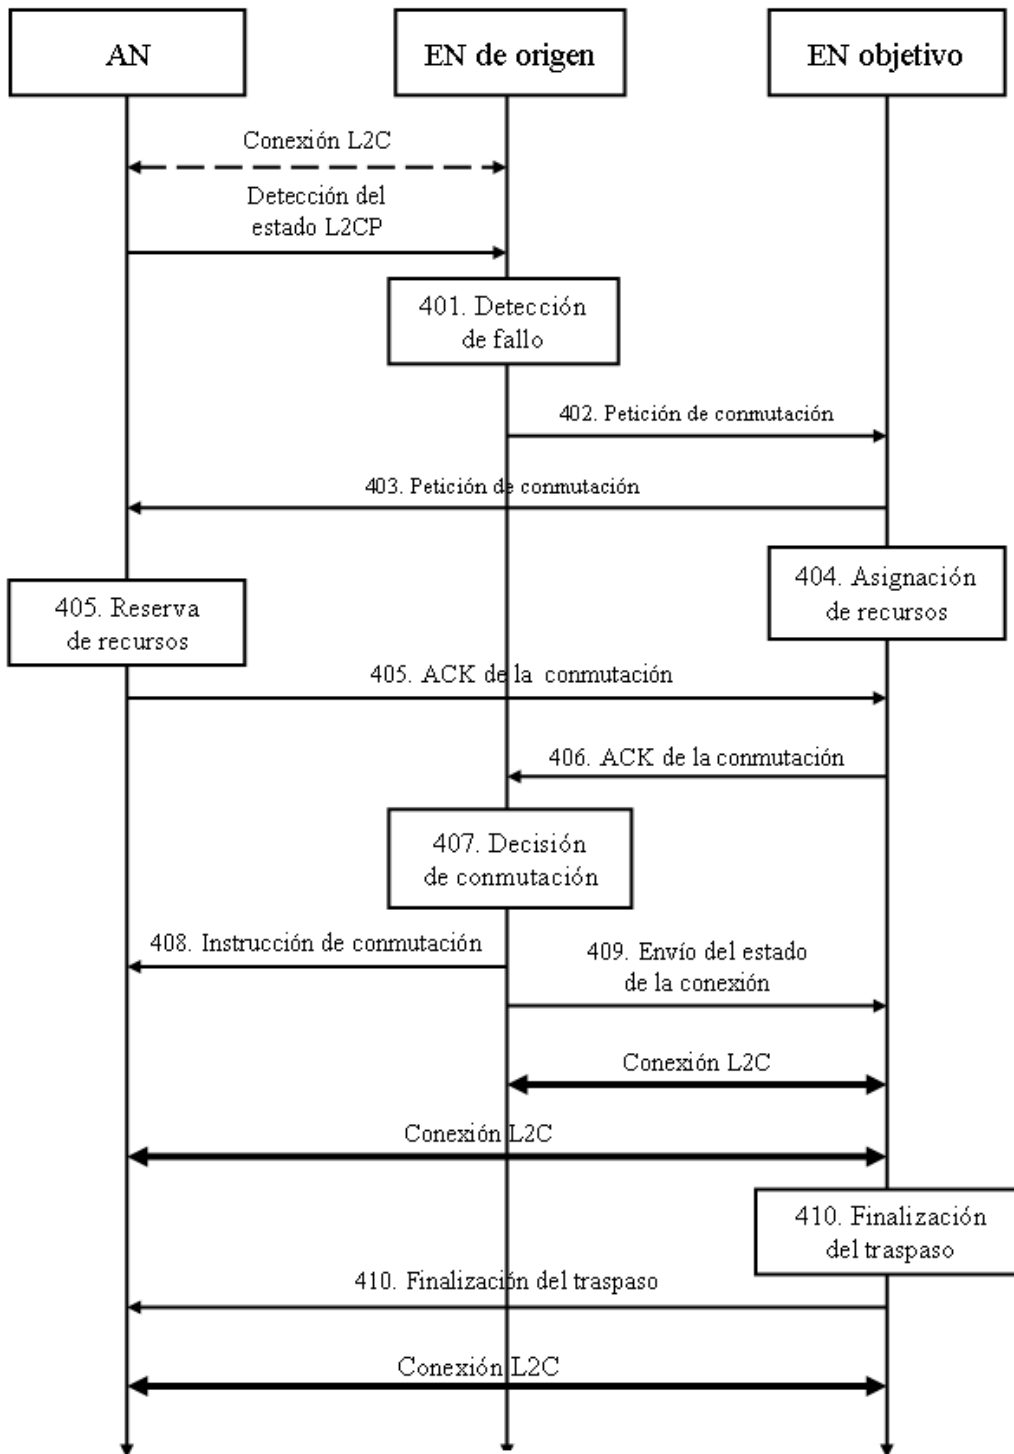 AN
EN de origen
EN objetivo
Conexión L2C
Detección del
estado L2CP
401. Detección
de fallo
402. Petición de conmutación
403. Petición de conmutación
404. Asignación
de recursos
405. Reserva
de recursos
405. ACK de la conmutación
406. ACK de la conmutación
407. Decisión
de conmutación
408. Instrucción de conmutación
409. Envío del estado
de la conexión
Conexión L2C
Conexión L2C
410. Finalización
del traspaso
410. Finalización del traspaso
Conexión L2C